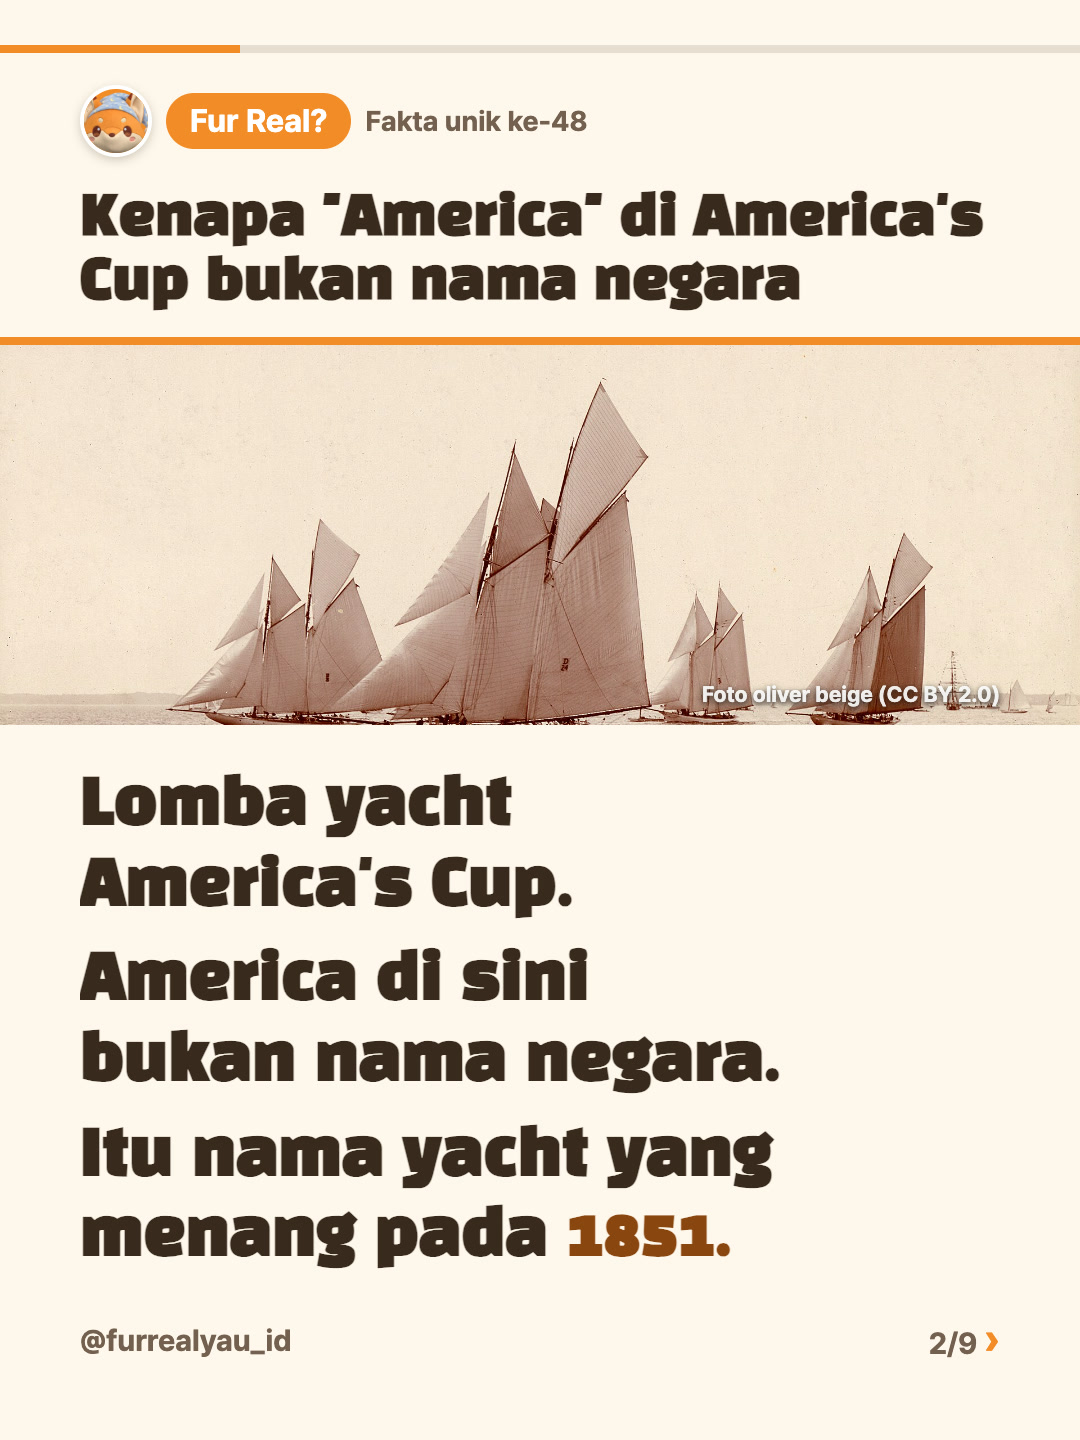 Fur Real?
Fakta unik ke-48
Kenapa "America" di America's
Cup bukan nama negara
Foto oliver beige (CC BY 2.0)
Lomba yacht
America's Cup.
America di sini
bukan nama negara.
Itu nama yacht yang
menang pada 1851.
@furrealyau_id
2/9 ›